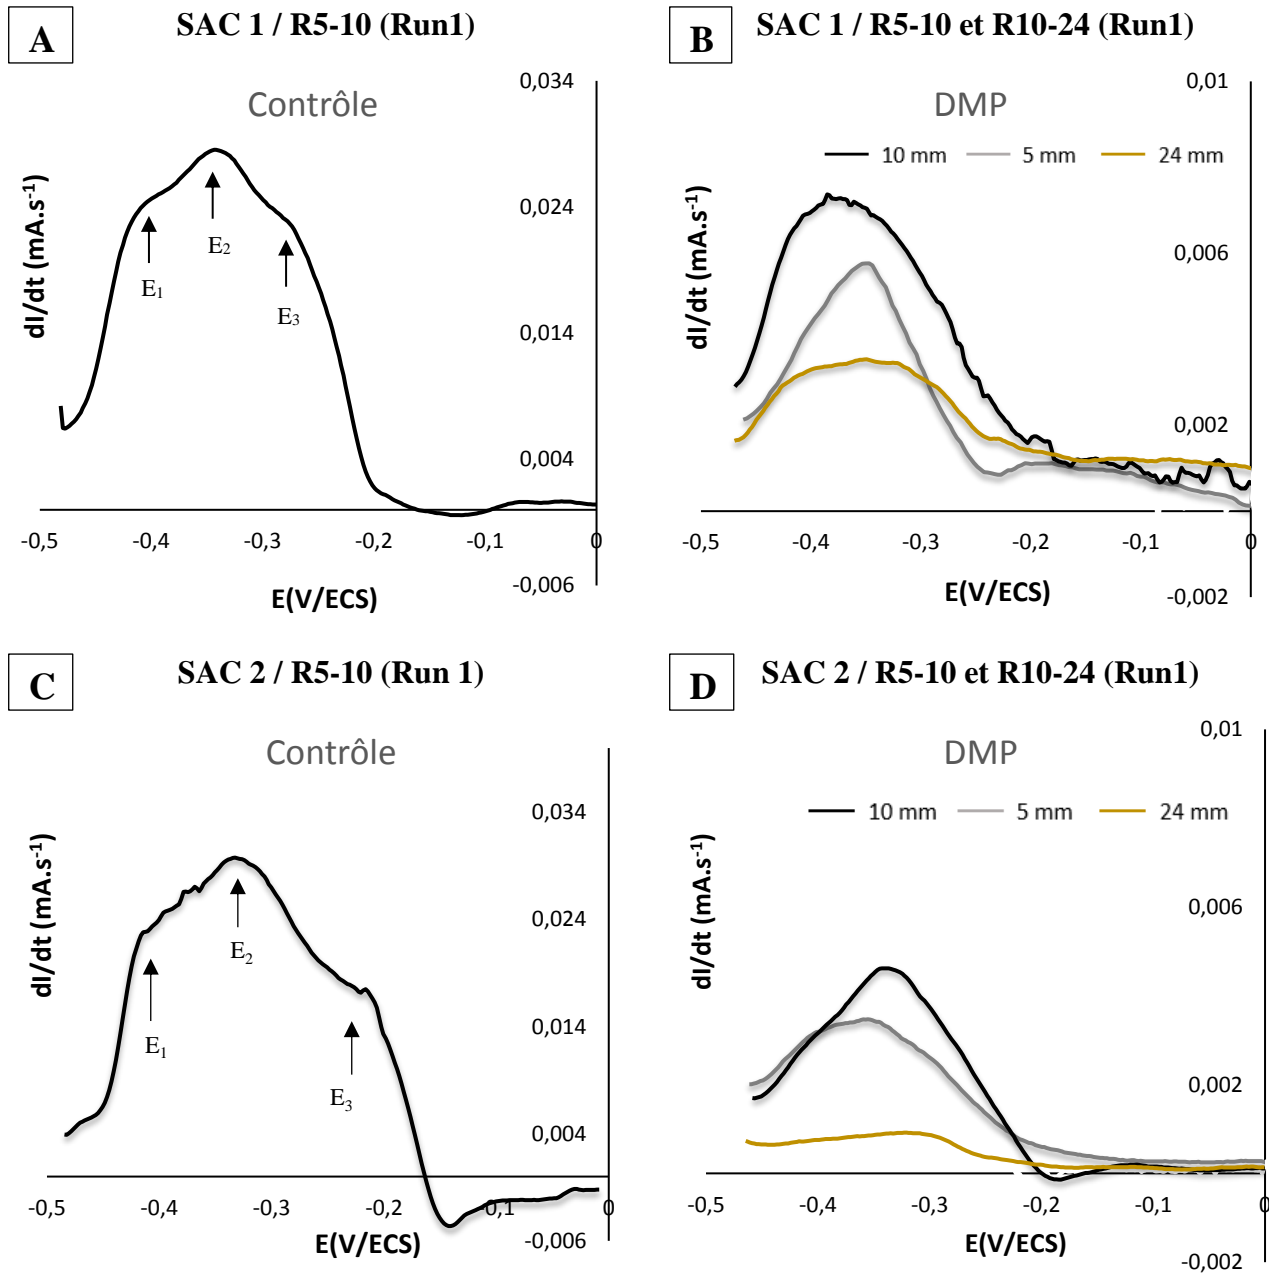 A
SAC 1 / R5-10 (Run1)
Contrôle
dI/dt (mA.s-1)
0,034
0,024
0,014
0,004
-0,006
E1
E2
E3
-0,5
-0,4
-0,3
-0,2
-0,1
0
E(V/ECS)
B
SAC 1 / R5-10 et R10-24 (Run1)
DMP
10 mm
5 mm
24 mm
dI/dt (mA.s-1)
0,01
0,006
0,002
-0,002
-0,5
-0,4
-0,3
-0,2
-0,1
0
E(V/ECS)
C
SAC 2 / R5-10 (Run 1)
Contrôle
dI/dt (mA.s-1)
0,034
0,024
0,014
0,004
-0,006
E1
E2
E3
-0,5
-0,4
-0,3
-0,2
-0,1
0
E(V/ECS)
D
SAC 2 / R5-10 et R10-24 (Run1)
DMP
10 mm
5 mm
24 mm
dI/dt (mA.s-1)
0,01
0,006
0,002
-0,002
-0,5
-0,4
-0,3
-0,2
-0,1
0
E(V/ECS)